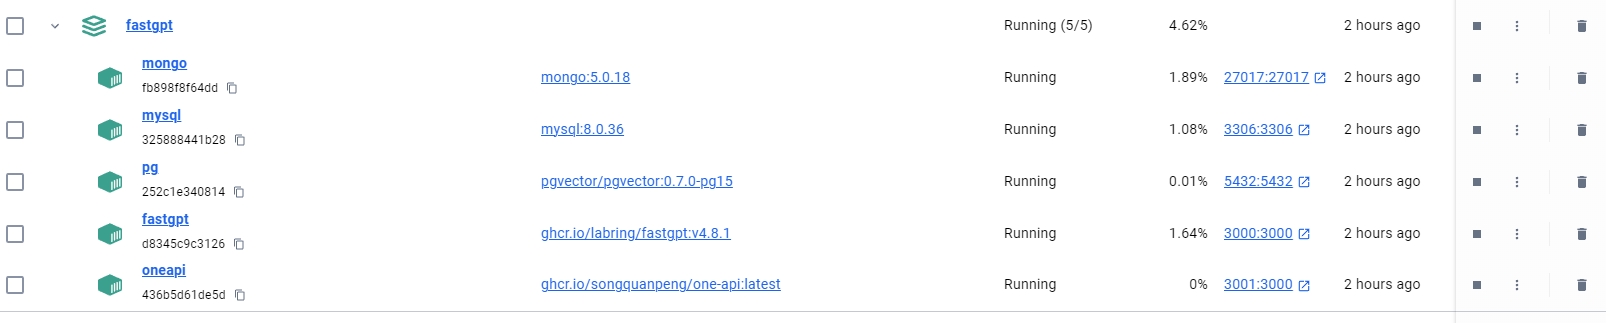 fastgpt Running (5/5) 4.62% 2 hours ago
mongo
fb898f8f64dd mongo:5.0.18 Running 1.89% 27017:27017 2 hours ago
mysql
325888441b28 mysql:8.0.36 Running 1.08% 3306:3306 2 hours ago
pg
252c1e340814 pgvector/pgvector:0.7.0-pg15 Running 0.01% 5432:5432 2 hours ago
fastgpt
d8345c9c3126 ghcr.io/labring/fastgpt:v4.8.1 Running 1.64% 3000:3000 2 hours ago
oneapi
436b5d61de5d ghcr.io/songquanpeng/one-api:latest Running 0% 3001:3000 2 hours ago